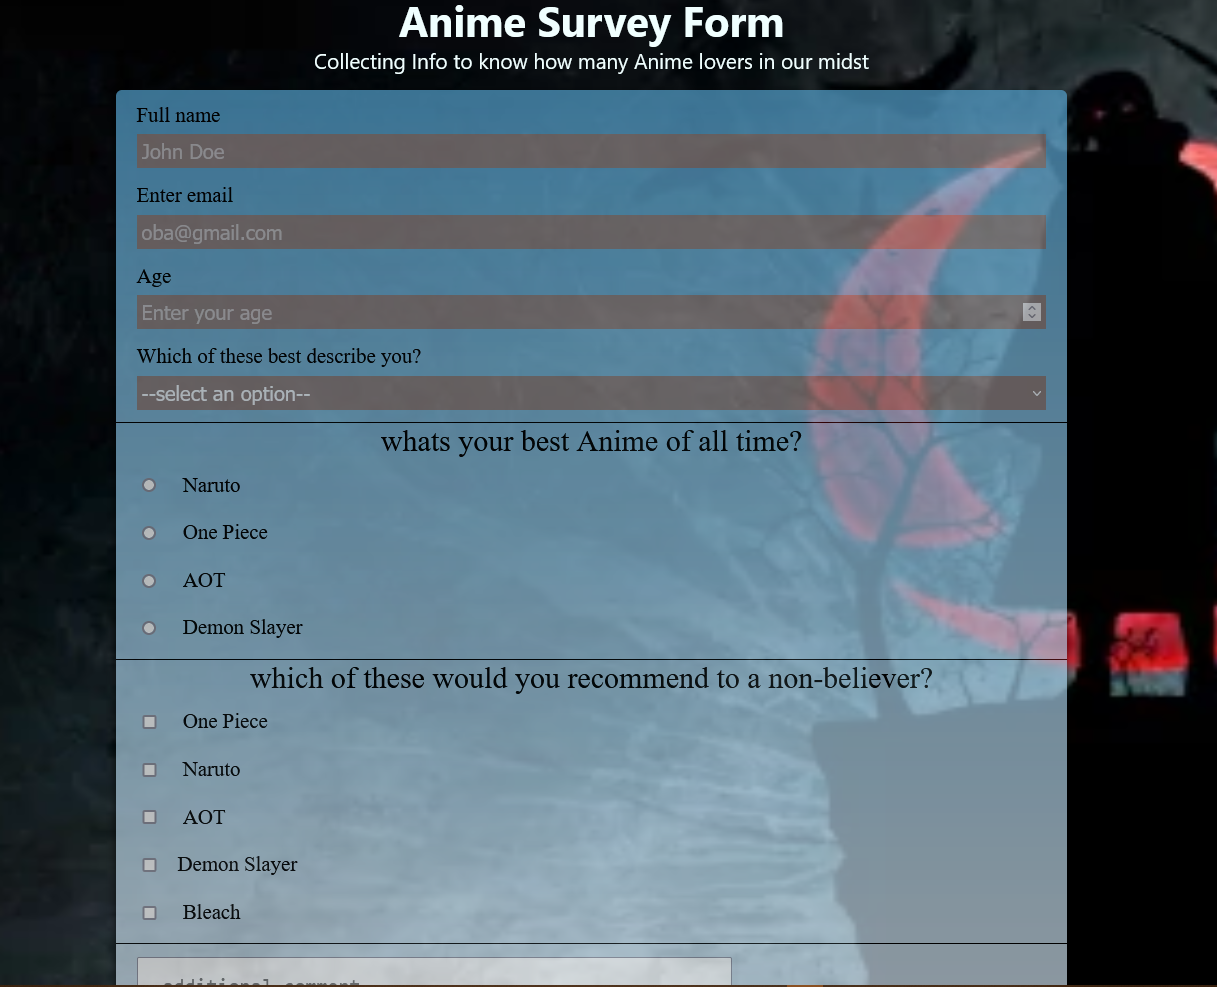 Anime Survey Form
Collecting Info to know how many Anime lovers in our midst
Full name
John Doe
Enter email
oba@gmail.com
Age
Enter your age
Which of these best describe you?
--select an option--
whats your best Anime of all time?
Naruto
One Piece
AOT
Demon Slayer
which of these would you recommend to a non-believer?
One Piece
Naruto
AOT
Demon Slayer
Bleach
additional comment